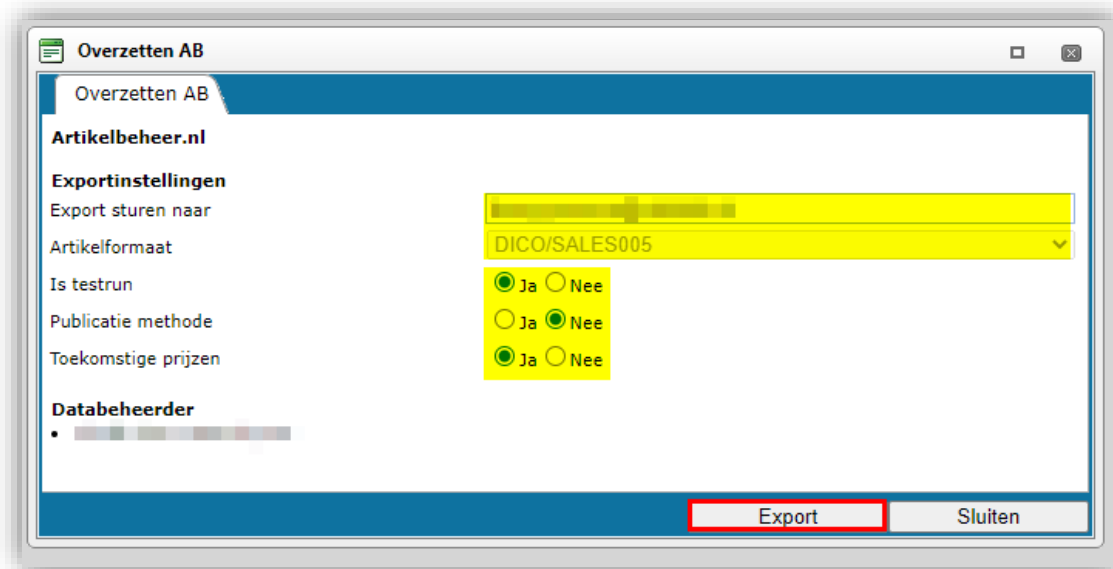 Overzetten AB
Overzetten AB
Artikelbeheer.nl
Exportinstellingen
Export sturen naar
Artikelformaat DICO/SALES005
Is testrun Ja Nee
Publicatie methode Ja Nee
Toekomstige prijzen Ja Nee
Databeheerder
Export Sluiten